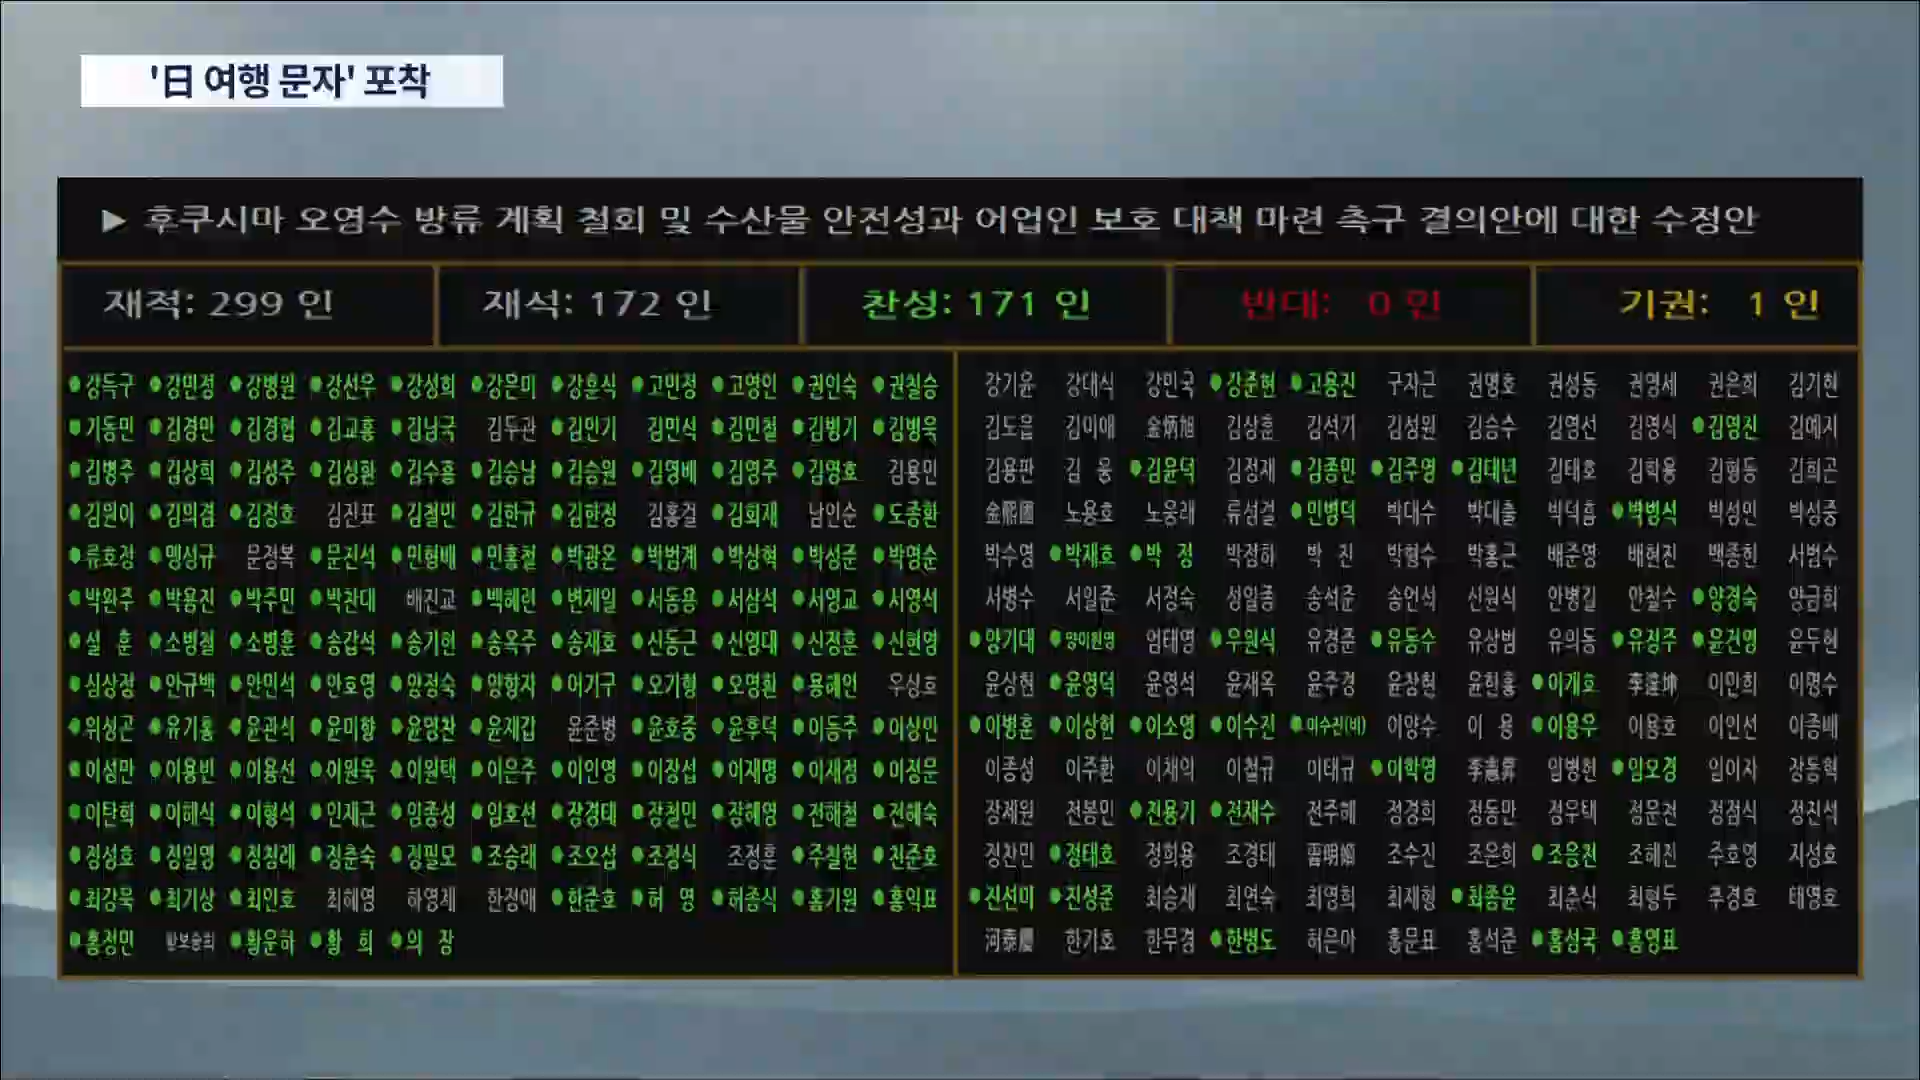 '日 여행 문자' 포착
▶ 후쿠시마 오염수 방류 계획 철회 및 수산물 안전성과 어업인 보호 대책 마련 촉구 결의안에 대한 수정안
재적: 299 인 재석: 172 인 찬성: 171 인 반대: 0 인 기권: 1 인
강득구 강민정 강병원 강선우 강성희 강은미 강훈식 고민정 고영인 권인숙 권칠승
기동민 김경만 김경협 김교흥 김남국 김두관 김민기 김민석 김민철 김병기 김병욱
김병주 김상희 김성주 김성환 김수흥 김승남 김승원 김영배 김영주 김영호 김용민
김원이 김의겸 김정호 김진표 김철민 김한규 김한정 김홍걸 김회재 남인순 도종환
류호정 맹성규 문정복 문진석 민형배 민홍철 박광온 박범계 박상혁 박성준 박영순
박완주 박용진 박주민 박찬대 배진교 백혜련 변재일 서동용 서삼석 서영교 서영석
설 훈 소병철 소병훈 송갑석 송기헌 송옥주 송재호 신동근 신영대 신정훈 신현영
심상정 안규백 안민석 안호영 양정숙 양향자 어기구 오기형 오영환 용혜인 우상호
위성곤 유기홍 윤관석 윤미향 윤영찬 윤재갑 윤준병 윤호중 윤후덕 이동주 이상민
이성만 이용빈 이용선 이원욱 이원택 이은주 이인영 이장섭 이재명 이재정 이정문
이탄희 이해식 이형석 인재근 임종성 임호선 장경태 장철민 장혜영 전해철 전혜숙
정성호 정일영 정청래 정춘숙 정필모 조승래 조오섭 조정식 조정훈 주철현 진준호
최강욱 최기상 최인호 최혜영 하영제 한정애 한준호 허 영 허종식 홍기원 홍익표
홍정민 황보승희 황운하 황 희 의 장
강기윤 강대식 강민국 강준현 고용진 구자근 권명호 권성동 권영세 권은희 김기현
김도읍 김미애 金炳旭 김상훈 김석기 김성원 김승수 김영선 김영식 김영진 김예지
김용판 김 웅 김윤덕 김정재 김종민 김주영 김태년 김태호 김학용 김형동 김희곤
金熙國 노용호 노웅래 류성걸 민병덕 박대수 박대출 박덕흠 박병석 박성민 박성중
박수영 박재호 박 정 박정하 박 진 박형수 박홍근 배준영 배현진 백종헌 서범수
서병수 서일준 서정숙 성일종 송석준 송언석 신원식 안병길 안철수 양경숙 양금희
양기대 양이원영 엄태영 우원식 유경준 유동수 유상범 유의동 유정주 윤건영 윤두현
윤상현 윤영덕 윤영석 윤재옥 윤주경 윤창현 윤한홍 이개호 李達坤 이만희 이명수
이병훈 이상헌 이소영 이수진 이수진(비) 이양수 이 용 이용우 이용호 이인선 이종배
이종성 이주환 이채익 이철규 이태규 이학영 李憲昇 임병헌 임오경 임이자 장동혁
장제원 전봉민 전용기 전재수 전주혜 정경희 정동만 정우택 정운천 정점식 정진석
정찬민 정태호 정희용 조경태 조수진 조은희 조응천 조해진 주호영 지성호
진선미 진성준 최승재 최연숙 최영희 최재형 최종윤 최춘식 최형두 추경호 태영호
河泰慶 한기호 한무경 한병도 허은아 홍문표 홍석준 홍성국 홍영표